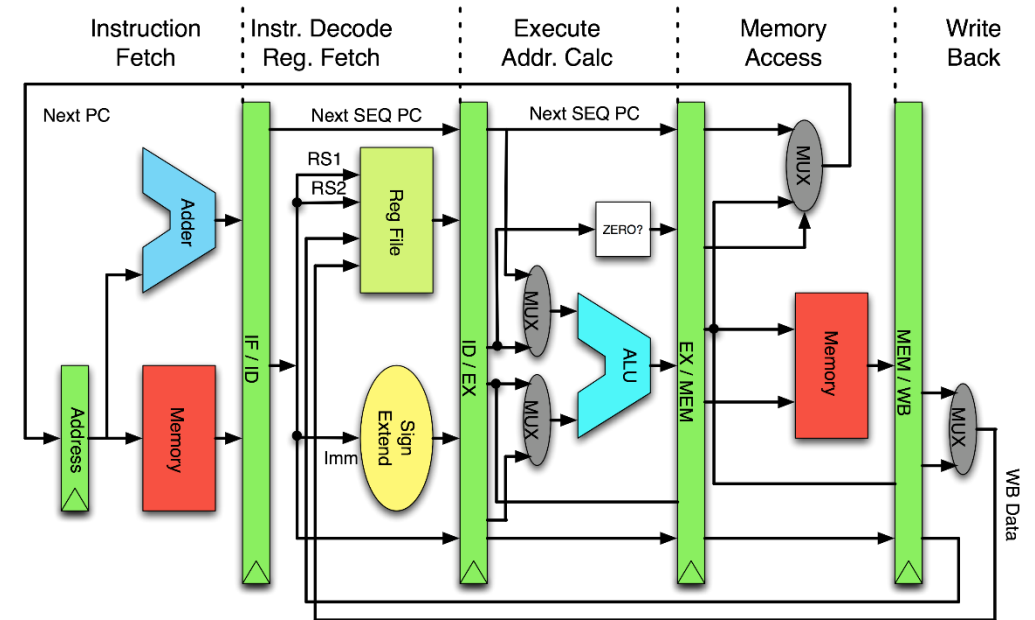 Instruction
Fetch
Instr. Decode
Reg. Fetch
Execute
Addr. Calc
Memory
Access
Write
Back
Next PC
Next SEQ PC
Next SEQ PC
RS1
RS2
Reg File
Adder
MUX
ZERO?
MUX
ALU
MUX
IF / ID
ID / EX
EX / MEM
MEM / WB
Address
Memory
Sign
Extend
Imm
Memory
MUX
WB Data